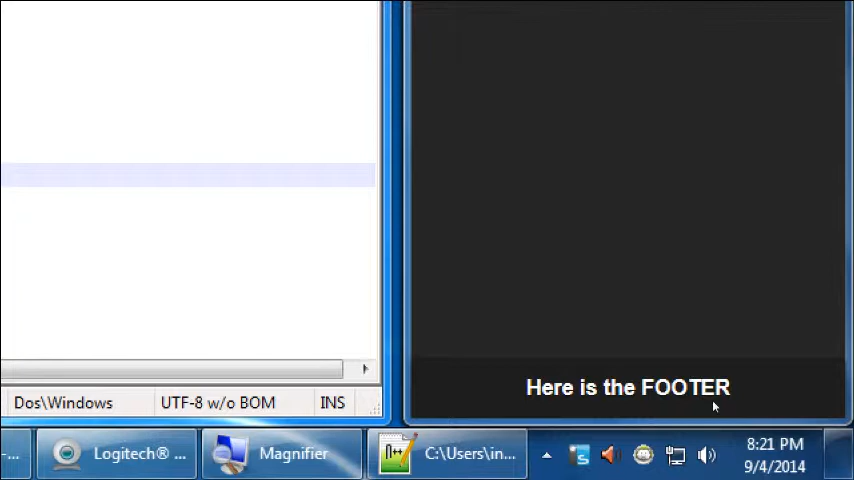 Here is the FOOTER
Dos\Windows UTF-8 w/o BOM INS
-... Logitech® ... Magnifier C:\Users\in... 8:21 PM
9/4/2014